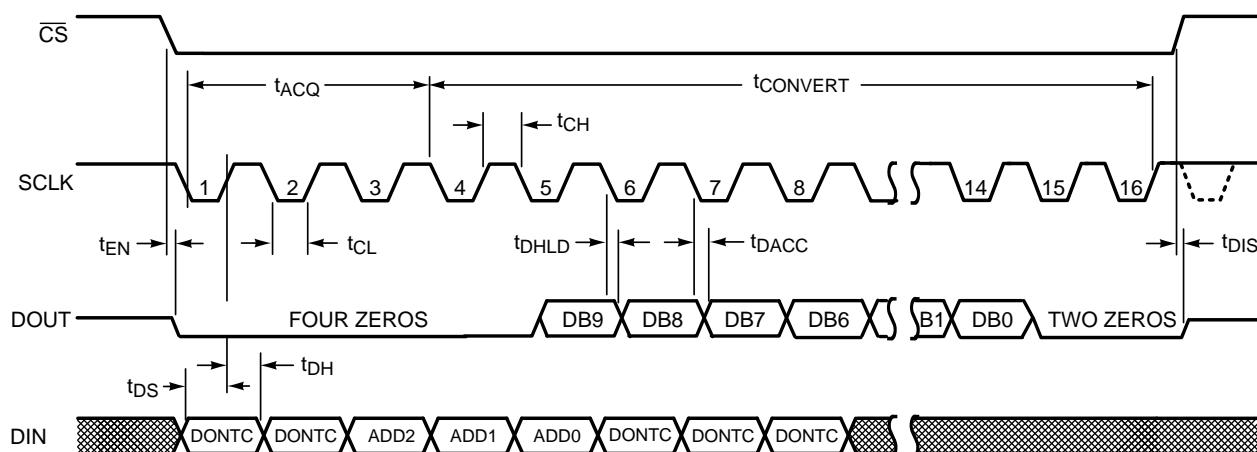 CS
tACQ tCONVERT
tCH
SCLK 1 2 3 4 5 6 7 8 14 15 16
tEN tCL tDHLD tDACC tDIS
DOUT FOUR ZEROS DB9 DB8 DB7 DB6 B1 DB0 TWO ZEROS
tDH
tDS
DIN DONTC DONTC ADD2 ADD1 ADD0 DONTC DONTC DONTC